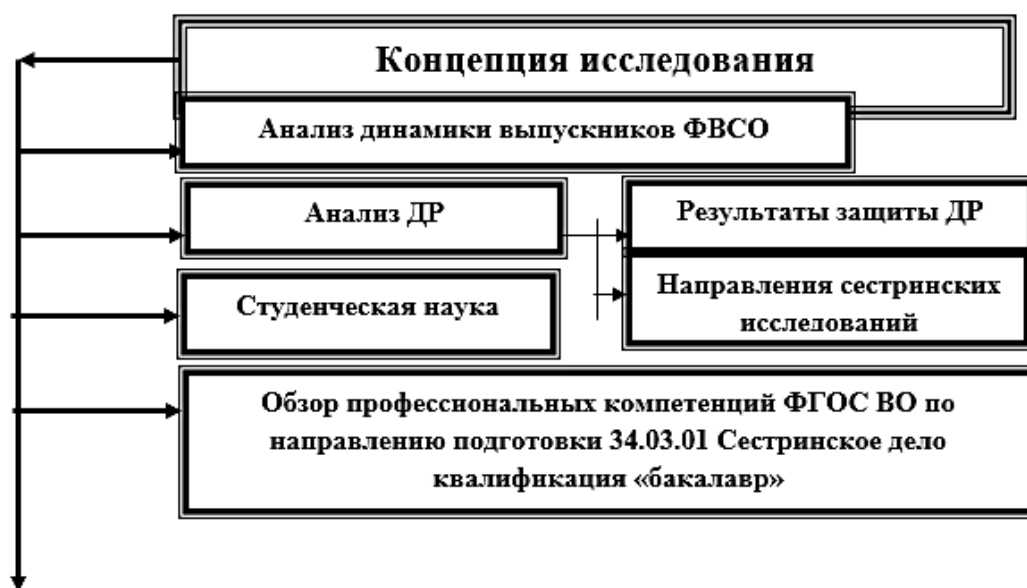 Концепция исследования
Анализ динамики выпускников ФВСО
Анализ ДР
Результаты защиты ДР
Студенческая наука
Направления сестринских
исследований
Обзор профессиональных компетенций ФГОС ВО по
направлению подготовки 34.03.01 Сестринское дело
квалификация «бакалавр»